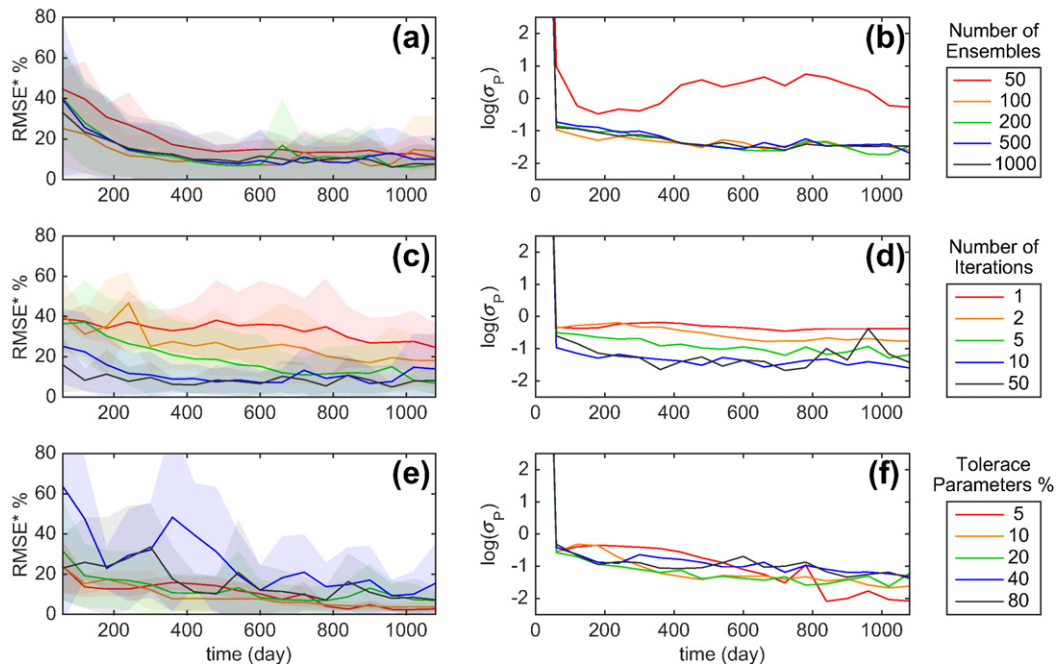 80
60
40
20
0
RMSE* %
(a)
200 400 600 800 1000
2
1
0
-1
-2
log(σP)
(b)
0 200 400 600 800 1000
Number of
Ensembles
50
100
200
500
1000
80
60
40
20
0
RMSE* %
(c)
200 400 600 800 1000
2
1
0
-1
-2
log(σP)
(d)
0 200 400 600 800 1000
Number of
Iterations
1
2
5
10
50
80
60
40
20
0
RMSE* %
(e)
200 400 600 800 1000
time (day)
2
1
0
-1
-2
log(σP)
(f)
0 200 400 600 800 1000
time (day)
Tolerace
Parameters %
5
10
20
40
80